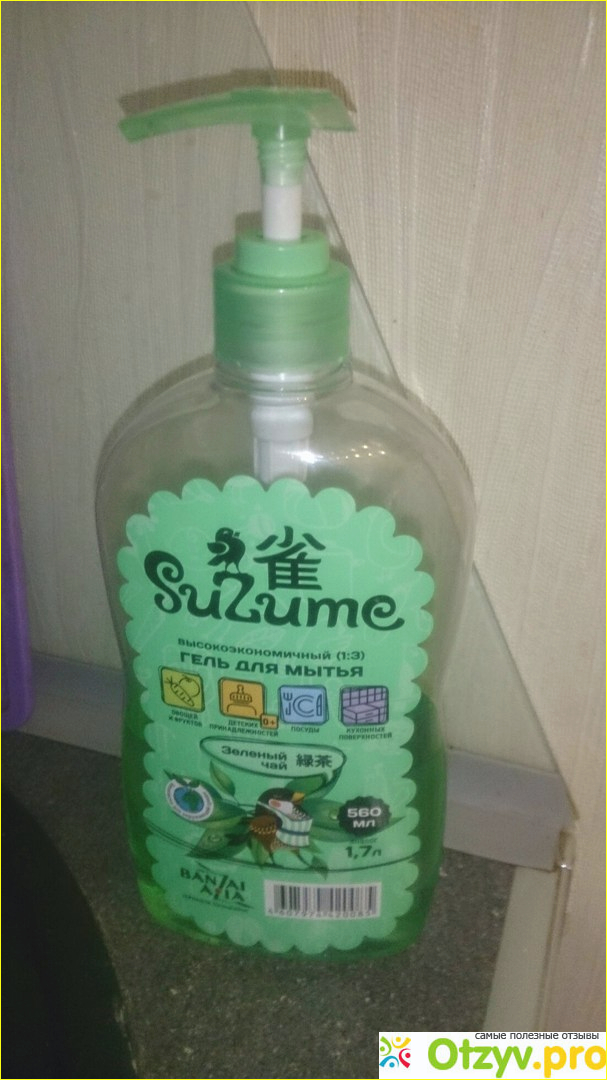 雀
Suzume
ВЫСОКОЭКОНОМИЧНЫЙ (1:3)
ГЕЛЬ ДЛЯ МЫТЬЯ
ОВОЩЕЙ
И ФРУКТОВ
ДЕТСКИХ
ПРИНАДЛЕЖНОСТЕЙ
0+
ПОСУДЫ
КУХОННЫХ
ПОВЕРХНОСТЕЙ
Зеленый
чай
緑茶
560
МЛ
1,7л
BANZAI
AZIA
самые полезные отзывы
Otzyv.pro